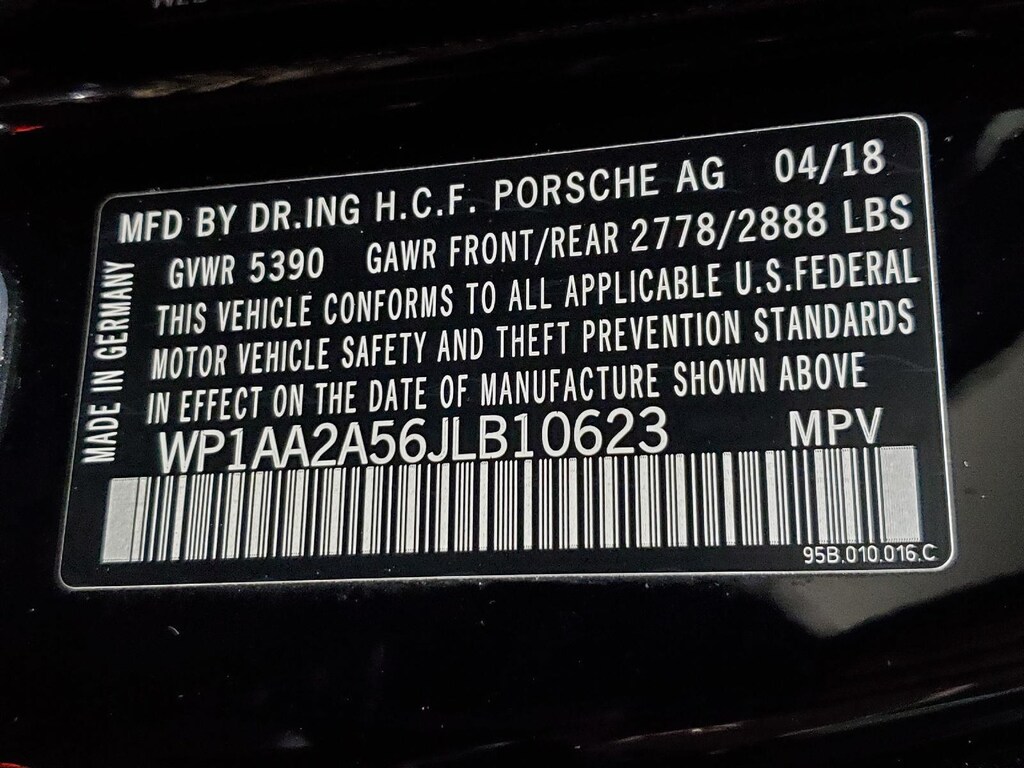 MFD BY DR.ING H.C.F. PORSCHE AG 04/18
GVWR 5390 GAWR FRONT/REAR 2778/2888 LBS
THIS VEHICLE CONFORMS TO ALL APPLICABLE U.S.FEDERAL
MOTOR VEHICLE SAFETY AND THEFT PREVENTION STANDARDS
IN EFFECT ON THE DATE OF MANUFACTURE SHOWN ABOVE
WP1AA2A56JLB10623 MPV
95B.010.016.C
MADE IN GERMANY